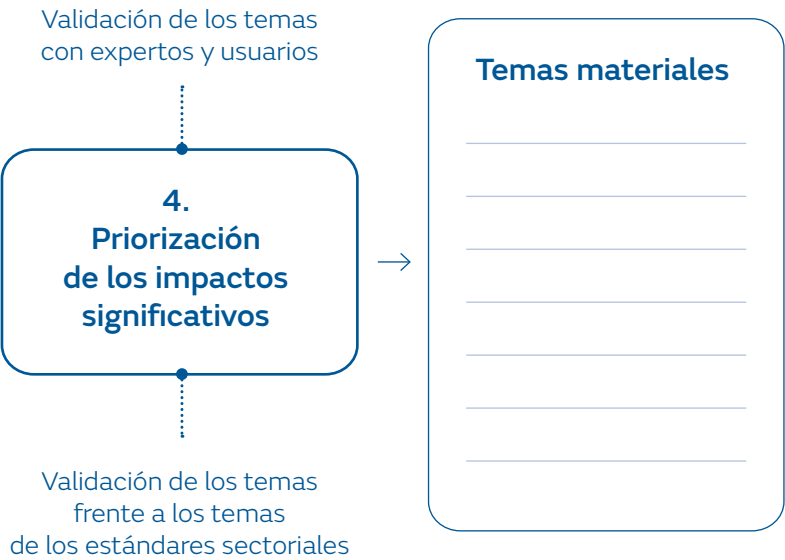 Validación de los temas
con expertos y usuarios
4.
Priorización
de los impactos
significativos
Validación de los temas
frente a los temas
de los estándares sectoriales
Temas materiales